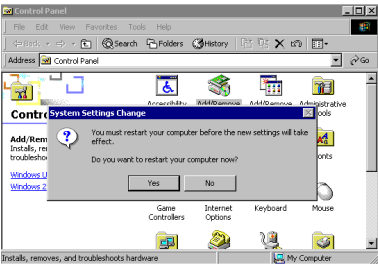 Control Panel
File Edit View Favorites Tools Help
Back Search Folders History
Address Control Panel Go
Accessibility Add/Remove Add/Remove Administrative
Tools
System Settings Change
You must restart your computer before the new settings will take
effect.
Do you want to restart your computer now?
Yes No
Contr
Add/Rem
Installs, re
troublesho
Windows U
Windows 2
Game
Controllers
Internet
Options
Keyboard
Mouse
Installs, removes, and troubleshoots hardware My Computer